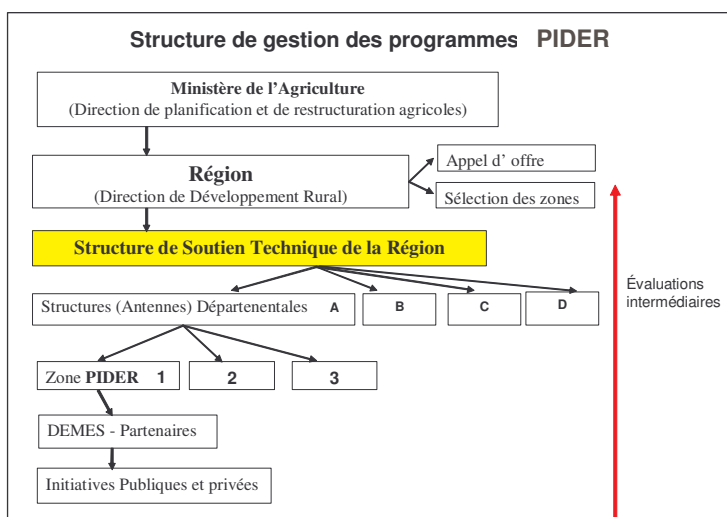 Structure de gestion des programmes PIDER
Ministère de l'Agriculture
(Direction de planification et de restructuration agricoles)
Région
(Direction de Développement Rural)
Appel d' offre
Sélection des zones
Structure de Soutien Technique de la Région
Évaluations
intermédiaires
Structures (Antennes) Départenentales A
B
C
D
Zone PIDER 1
2
3
DEMES - Partenaires
Initiatives Publiques et privées